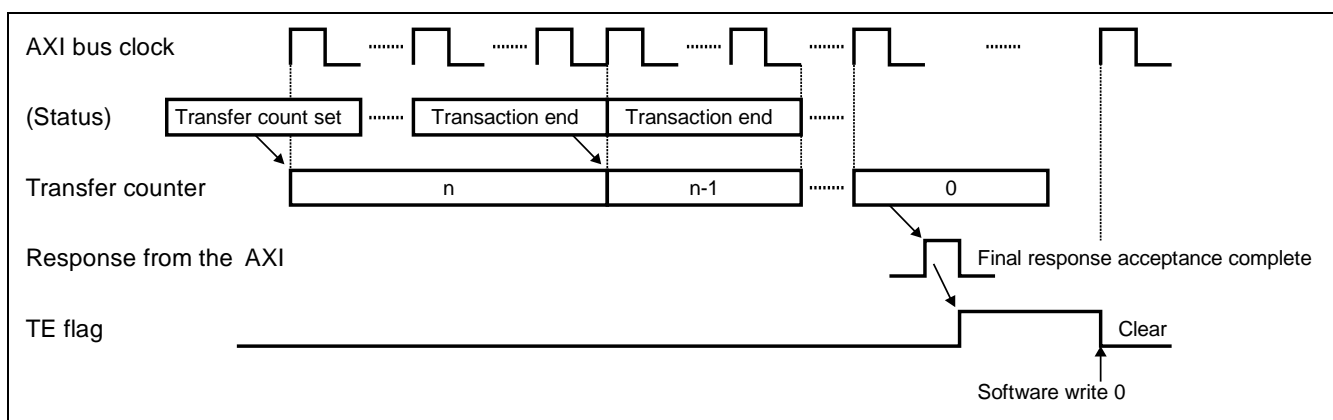 AXI bus clock
(Status) Transfer count set Transaction end Transaction end
Transfer counter n n-1 0
Response from the AXI Final response acceptance complete
TE flag Clear
Software write 0